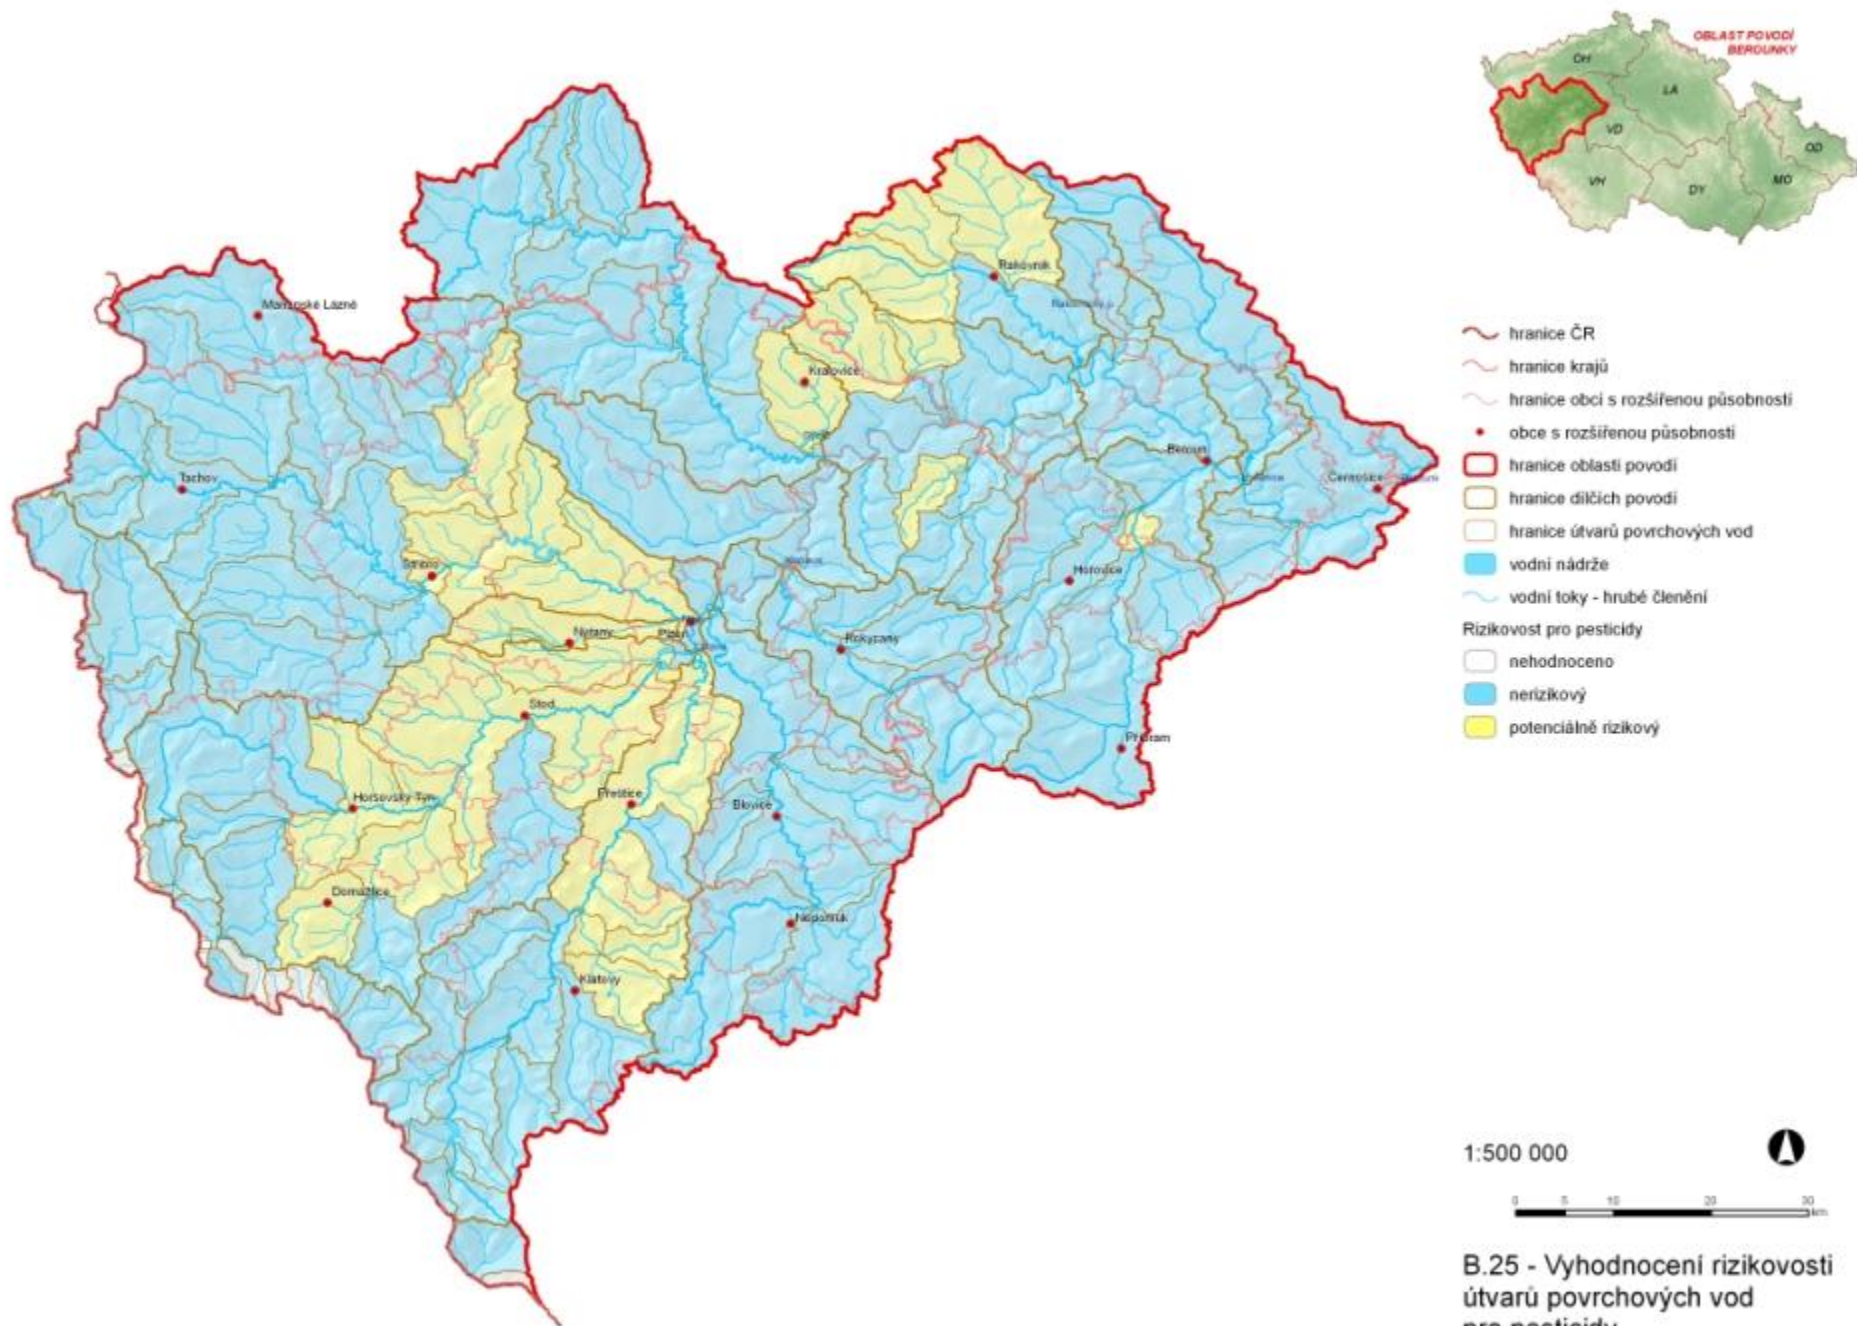 OBLAST POVODÍ
BEROUNKY
OH
LA
VD
OD
VH
DY
MO
Mariánské Lázně
Rakovník
Kralovice
Tachov
Beroun
Černošice
Stříbro
Hořovice
Nýřany
Plzeň
Rokycany
Stod
Příbram
Horšovský Týn
Přeštice
Blovice
Domažlice
Nepomuk
Klatovy
hranice ČR
hranice krajů
hranice obcí s rozšířenou působností
obce s rozšířenou působností
hranice oblasti povodí
hranice dílčích povodí
hranice útvarů povrchových vod
vodní nádrže
vodní toky - hrubé členění
Rizikovost pro pesticidy
nehodnoceno
nerizikový
potenciálně rizikový
1:500 000
0 5 10 20 30
km
B.25 - Vyhodnocení rizikovosti
útvarů povrchových vod
pro pesticidy